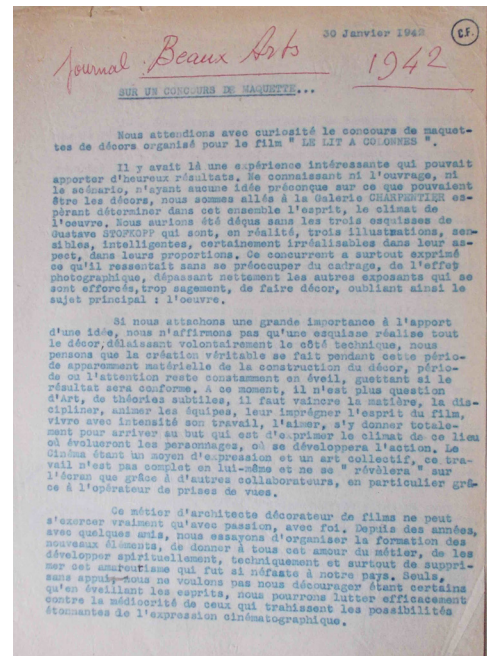 30 Janvier 1942
C.F.
Journal Beaux Arts
1942
SUR UN CONCOURS DE MAQUETTE...
Nous attendions avec curiosité le concours de maquet-
tes de décors organisé pour le film " LE LIT A COLONNES ".
Il y avait là une expérience intéressante qui pouvait
apporter d'heureux résultats. Ne connaissant ni l'ouvrage, ni
le scénario, n'ayant aucune idée préconçue sur ce que pouvaient
être les décors, nous sommes allés à la Galerie CHARPENTIER es-
pérant déterminer dans cet ensemble l'esprit, le climat de
l'oeuvre. Nous aurions été déçus sans les trois esquisses de
Gustave STOPKOPP qui sont, en réalité, trois illustrations, sen-
sibles, intelligentes, certainement irréalisables dans leur as-
pect, dans leurs proportions. Ce concurrent a surtout exprimé
ce qu'il ressentait sans se préoccuper du cadrage, de l'effet
photographique, dépassant nettement les autres exposants qui se
sont efforcés, trop sagement, de faire décor, oubliant ainsi le
sujet principal : l'oeuvre.
Si nous attachons une grande importance à l'apport
d'une idée, nous n'affirmons pas qu'une esquisse réalise tout
le décor, délaissant volontairement le côté technique, nous
pensons que la création véritable se fait pendant cette pério-
de apparemment matérielle de la construction du décor, pério-
de ou l'attention reste constamment en éveil, guettant si le
résultat sera conforme. A ce moment, il n'est plus question
d'Art, de théories subtiles, il faut vaincre la matière, la dis-
cipliner, animer les équipes, leur imprégner l'esprit du film,
vivre avec intensité son travail, l'aimer, s'y donner totale-
ment pour arriver au but qui est d'exprimer le climat de ce lieu
où évolueront les personnages, où se développera l'action. Le
Cinéma étant un moyen d'expression et un art collectif, ce tra-
vail n'est pas complet en lui-même et ne se " révèlera " sur
l'écran que grâce à d'autres collaborateurs, en particulier grâ-
ce à l'opérateur de prises de vues.
Ce métier d'architecte décorateur de films ne peut
s'exercer vraiment qu'avec passion, avec foi. Depuis des années,
avec quelques amis, nous essayons d'organiser la formation des
nouveaux éléments, de donner à tous cet amour du métier, de les
développer spirituellement, techniquement et surtout de suppri-
mer cet amateurisme qui fut si néfaste à notre pays. Seuls,
sans appuis nous ne voulons pas nous décourager étant certains
qu'en éveillant les esprits, nous pourrons lutter efficacement
contre la médiocrité de ceux qui trahissent les possibilités
étonnantes de l'expression cinématographique.